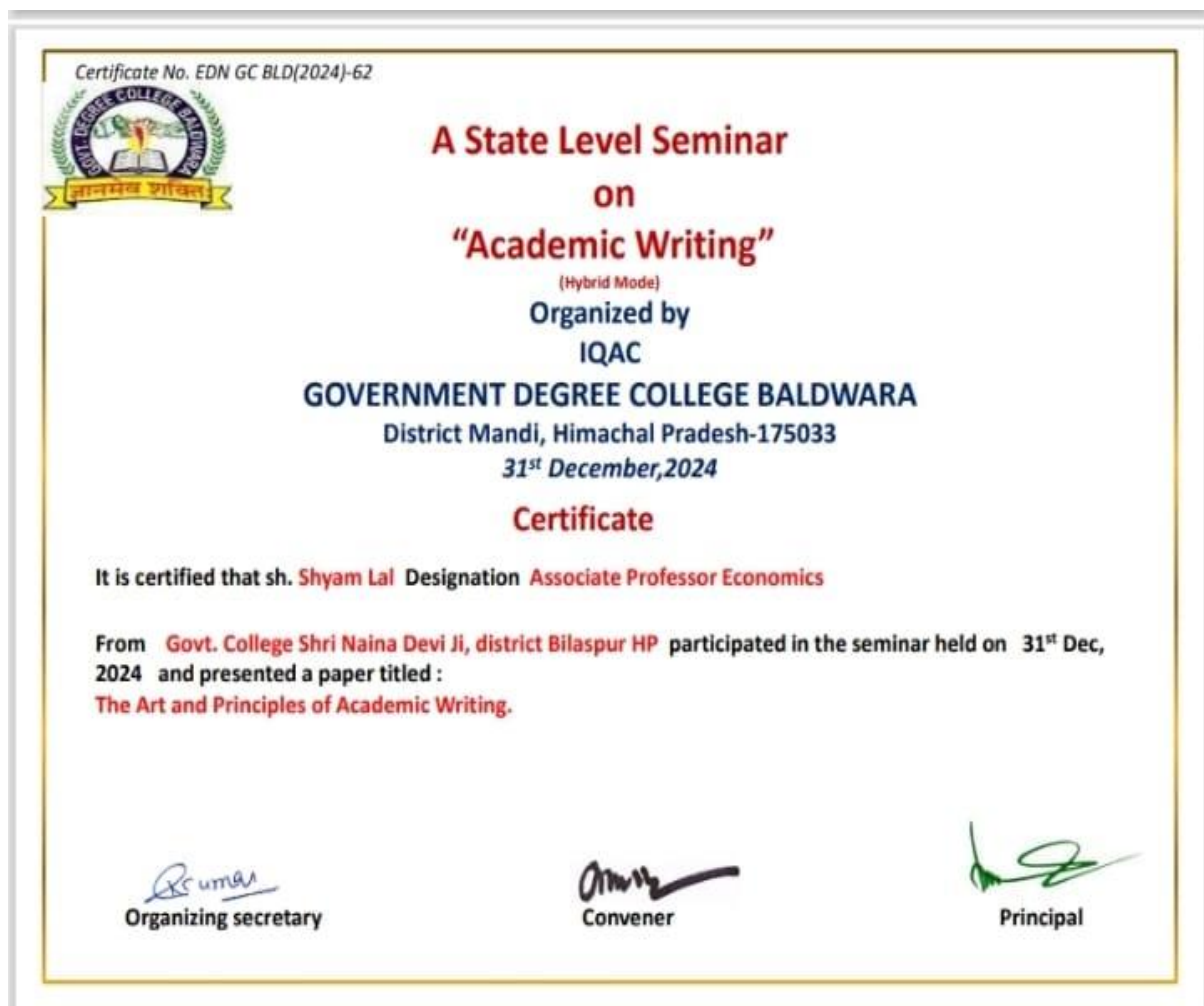 Certificate No. EDN GC BLD(2024)-62
GOVT. DEGREE COLLEGE BALDWARA
ज्ञानमेव शक्तिः
A State Level Seminar
on
“Academic Writing”
(Hybrid Mode)
Organized by
IQAC
GOVERNMENT DEGREE COLLEGE BALDWARA
District Mandi, Himachal Pradesh-175033
31st December,2024
Certificate
It is certified that sh. Shyam Lal Designation Associate Professor Economics
From Govt. College Shri Naina Devi Ji, district Bilaspur HP participated in the seminar held on 31st Dec,
2024 and presented a paper titled :
The Art and Principles of Academic Writing.
Organizing secretary
Convener
Principal